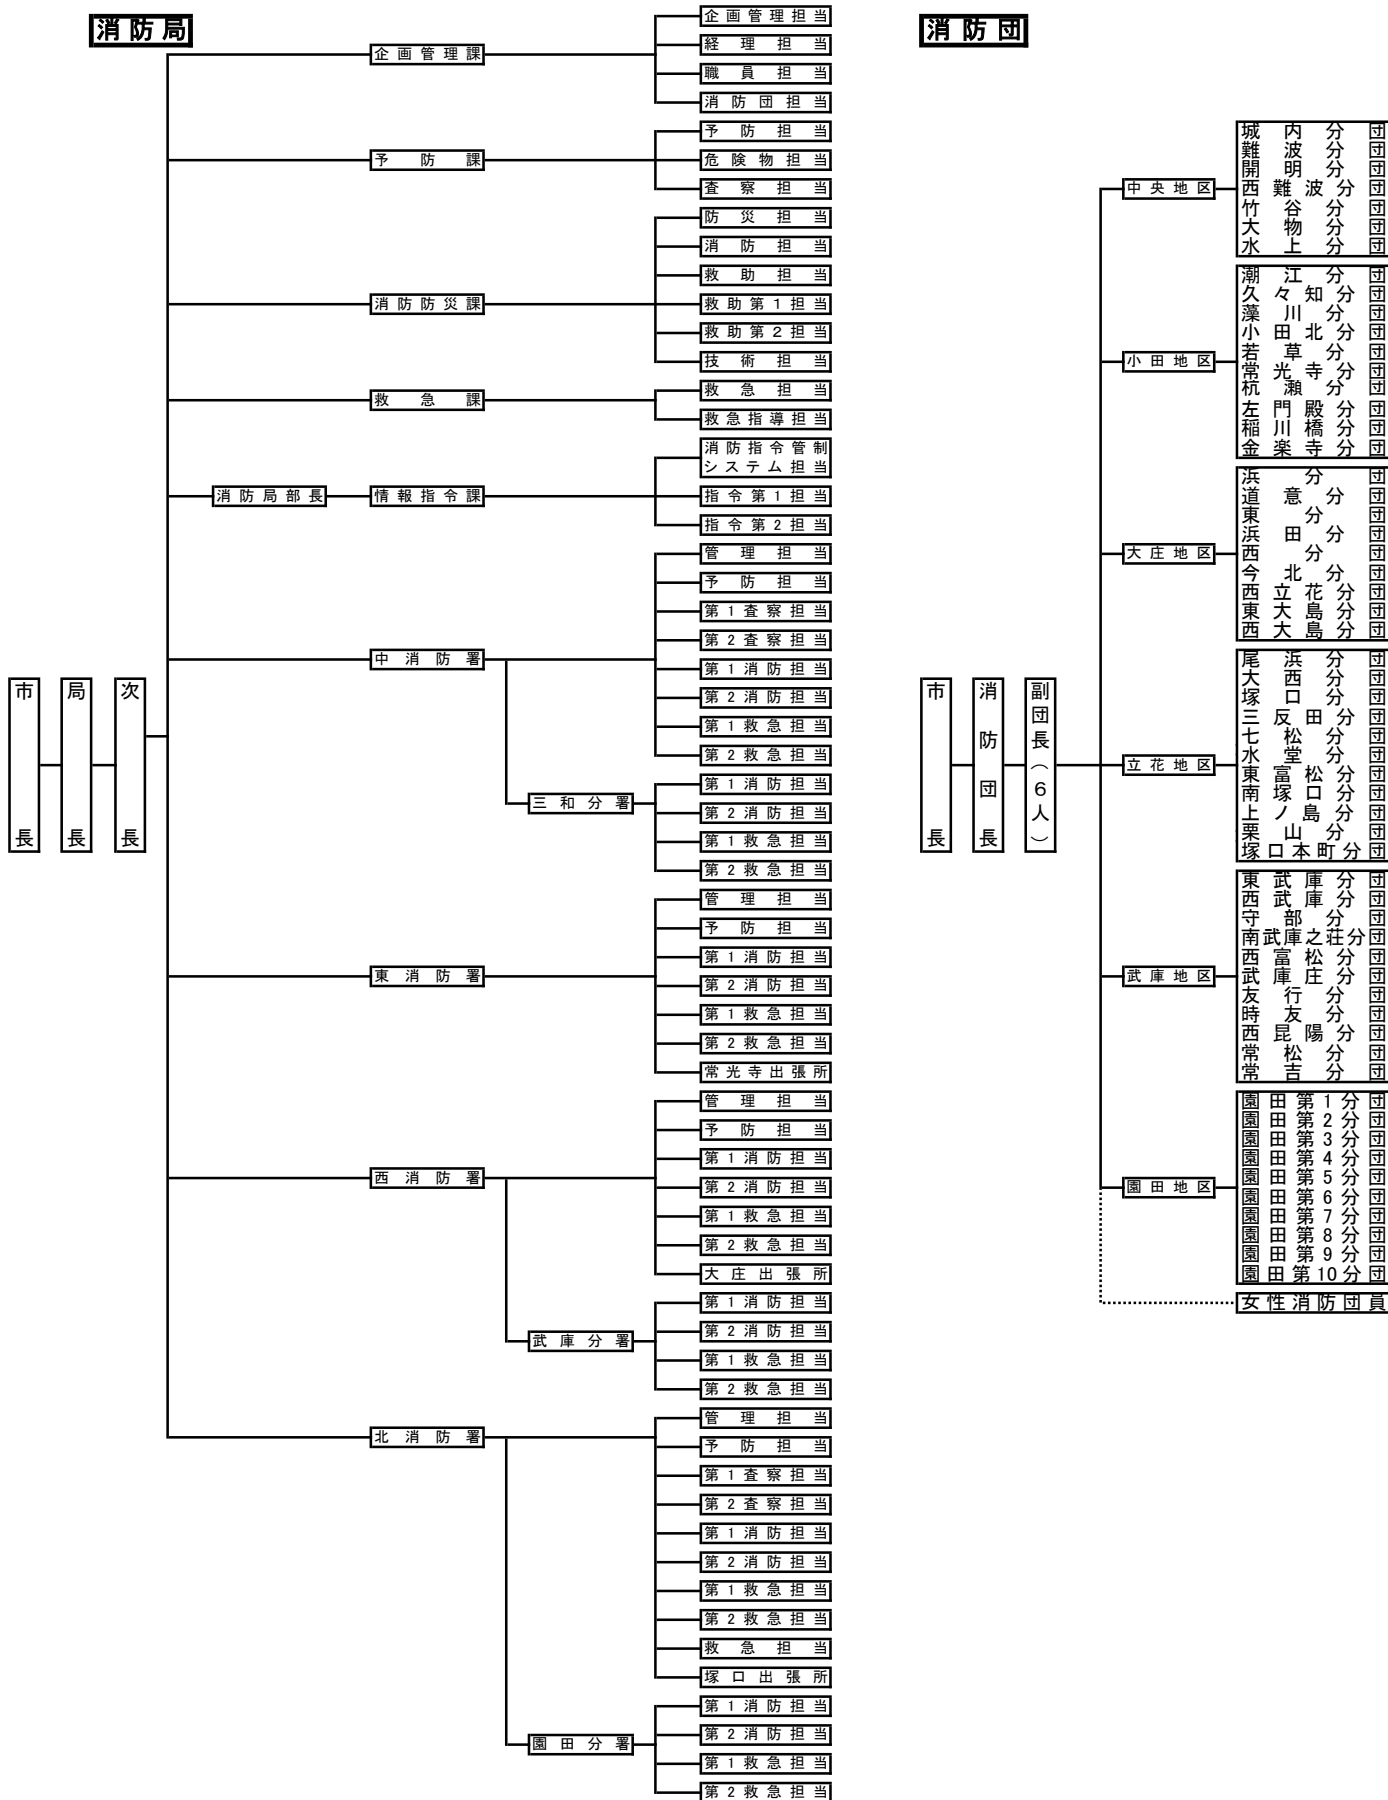 消防局
企画管理課
企画管理担当
経理担当
職員担当
消防団担当
予防課
予防担当
危険物担当
査察担当
消防防災課
防災担当
消防担当
救助担当
救助第1担当
救助第2担当
技術担当
救急課
救急担当
救急指導担当
消防局部長
情報指令課
消防指令管制
システム担当
指令第1担当
指令第2担当
市長
局長
次長
中消防署
管理担当
予防担当
第1査察担当
第2査察担当
第1消防担当
第2消防担当
第1救急担当
第2救急担当
三和分署
第1消防担当
第2消防担当
第1救急担当
第2救急担当
東消防署
管理担当
予防担当
第1消防担当
第2消防担当
第1救急担当
第2救急担当
常光寺出張所
西消防署
管理担当
予防担当
第1消防担当
第2消防担当
第1救急担当
第2救急担当
大庄出張所
武庫分署
第1消防担当
第2消防担当
第1救急担当
第2救急担当
北消防署
管理担当
予防担当
第1査察担当
第2査察担当
第1消防担当
第2消防担当
第1救急担当
第2救急担当
救急担当
塚口出張所
園田分署
第1消防担当
第2消防担当
第1救急担当
第2救急担当
消防団
市長
消防団長
副団長（6人）
中央地区
城内分団
難波分団
開明分団
西難波分団
竹谷分団
大物分団
水上分団
小田地区
潮江分団
久々知分団
藻川分団
小田北分団
若草分団
常光寺分団
杭瀬分団
左門殿分団
稲川橋分団
金楽寺分団
大庄地区
浜分団
道意分団
東分団
浜田分団
西分団
今北分団
西立花分団
東大島分団
西大島分団
立花地区
尾浜分団
大西分団
塚口分団
三反田分団
七松分団
水堂分団
東富松分団
南塚口分団
上ノ島分団
栗山分団
塚口本町分団
武庫地区
東武庫分団
西武庫分団
守部分団
南武庫之荘分団
西富松分団
武庫庄分団
友行分団
時友分団
西昆陽分団
常松分団
常吉分団
園田地区
園田第1分団
園田第2分団
園田第3分団
園田第4分団
園田第5分団
園田第6分団
園田第7分団
園田第8分団
園田第9分団
園田第10分団
女性消防団員